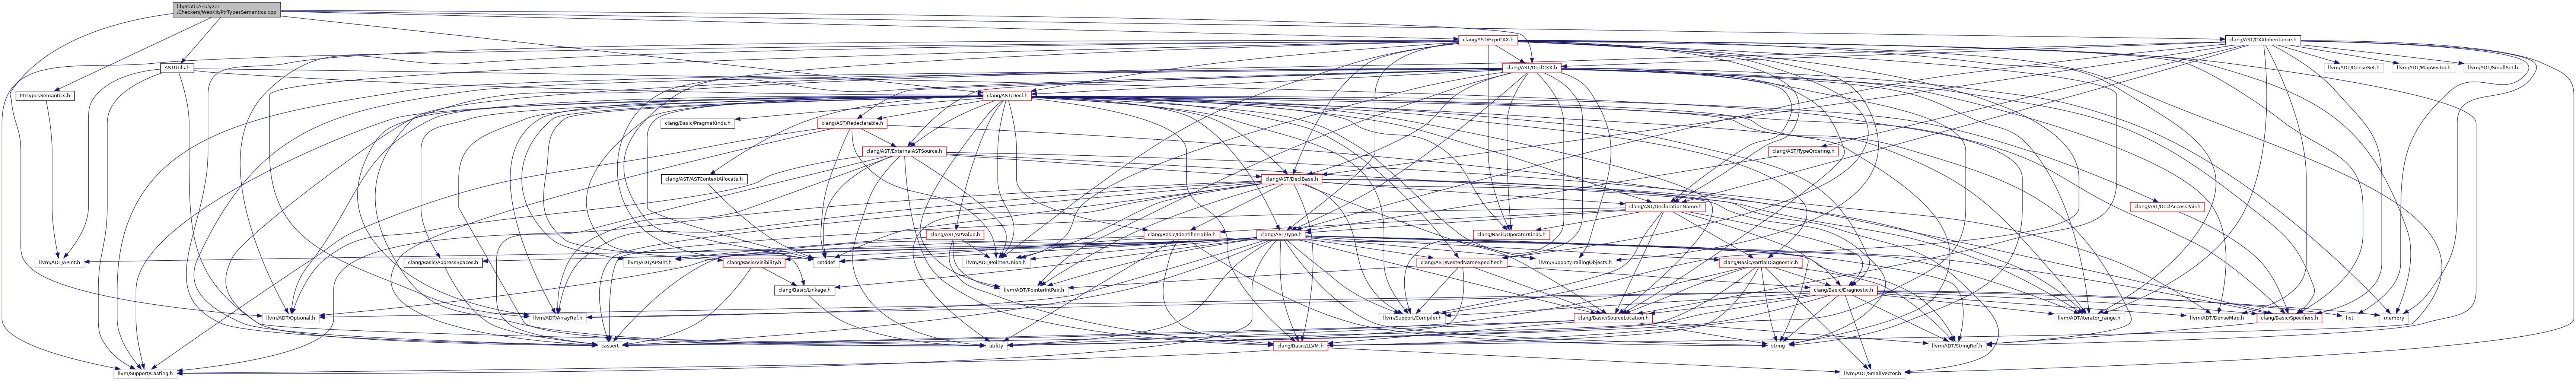 lib/StaticAnalyzer
/Checkers/WebKit/PtrTypesSemantics.cpp
clang/AST/ExprCXX.h
clang/AST/CXXInheritance.h
ASTUtils.h
clang/AST/DeclCXX.h
llvm/ADT/DenseSet.h
llvm/ADT/MapVector.h
llvm/ADT/SmallSet.h
PtrTypesSemantics.h
clang/AST/Decl.h
clang/Basic/PragmaKinds.h
clang/AST/Redeclarable.h
clang/AST/ExternalASTSource.h
clang/AST/TypeOrdering.h
clang/AST/ASTContextAllocate.h
clang/AST/DeclBase.h
clang/AST/DeclarationName.h
clang/AST/DeclAccessPair.h
clang/AST/APValue.h
clang/Basic/IdentifierTable.h
clang/AST/Type.h
clang/Basic/OperatorKinds.h
llvm/ADT/APInt.h
clang/Basic/AddressSpaces.h
llvm/ADT/APSInt.h
clang/Basic/Visibility.h
cstddef
llvm/ADT/PointerUnion.h
clang/AST/NestedNameSpecifier.h
llvm/Support/TrailingObjects.h
clang/Basic/PartialDiagnostic.h
clang/Basic/Linkage.h
llvm/ADT/PointerIntPair.h
clang/Basic/Diagnostic.h
llvm/ADT/Optional.h
llvm/ADT/ArrayRef.h
llvm/Support/Compiler.h
clang/Basic/SourceLocation.h
llvm/ADT/iterator_range.h
llvm/ADT/DenseMap.h
clang/Basic/Specifiers.h
list
memory
cassert
utility
clang/Basic/LLVM.h
string
llvm/ADT/StringRef.h
llvm/Support/Casting.h
llvm/ADT/SmallVector.h